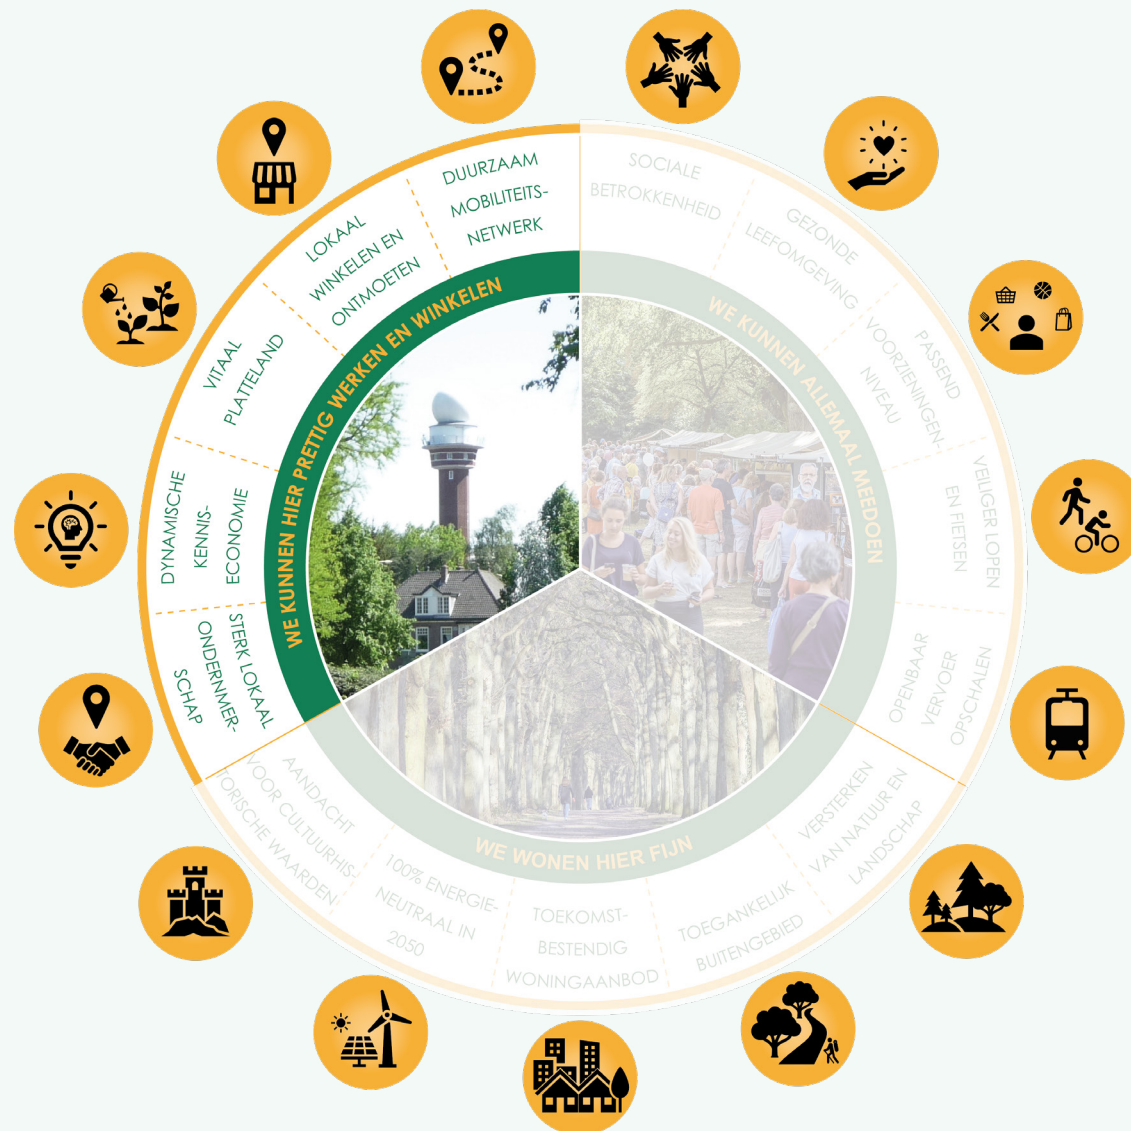 DUURZAAM
MOBILITEITS-
NETWERK
LOKAAL
WINKELEN EN
ONTMOETEN
VITAAL
PLATTELAND
DYNAMISCHE
KENNIS-
ECONOMIE
STERK LOKAAL
ONDERNMER-
SCHAP
WE KUNNEN HIER PRETTIG WERKEN EN WINKELEN
SOCIALE
BETROKKENHEID
GEZONDE
LEEFOMGEVING
PASSEND
VOORZIENINGEN-
NIVEAU
VEILIGER LOPEN
EN FIETSEN
OPENBAAR
VERVOER
OPSCHALEN
WE KUNNEN ALLEMAAL MEEDOEN
VERSTERKEN
VAN NATUUR EN
LANDSCHAP
TOEGANKELIJK
BUITENGEBIED
TOEKOMST-
BESTENDIG
WONINGAANBOD
100% ENERGIE-
NEUTRAAL IN
2050
AANDACHT
VOOR CULTUURHIS-
TORISCHE WAARDEN
WE WONEN HIER FIJN